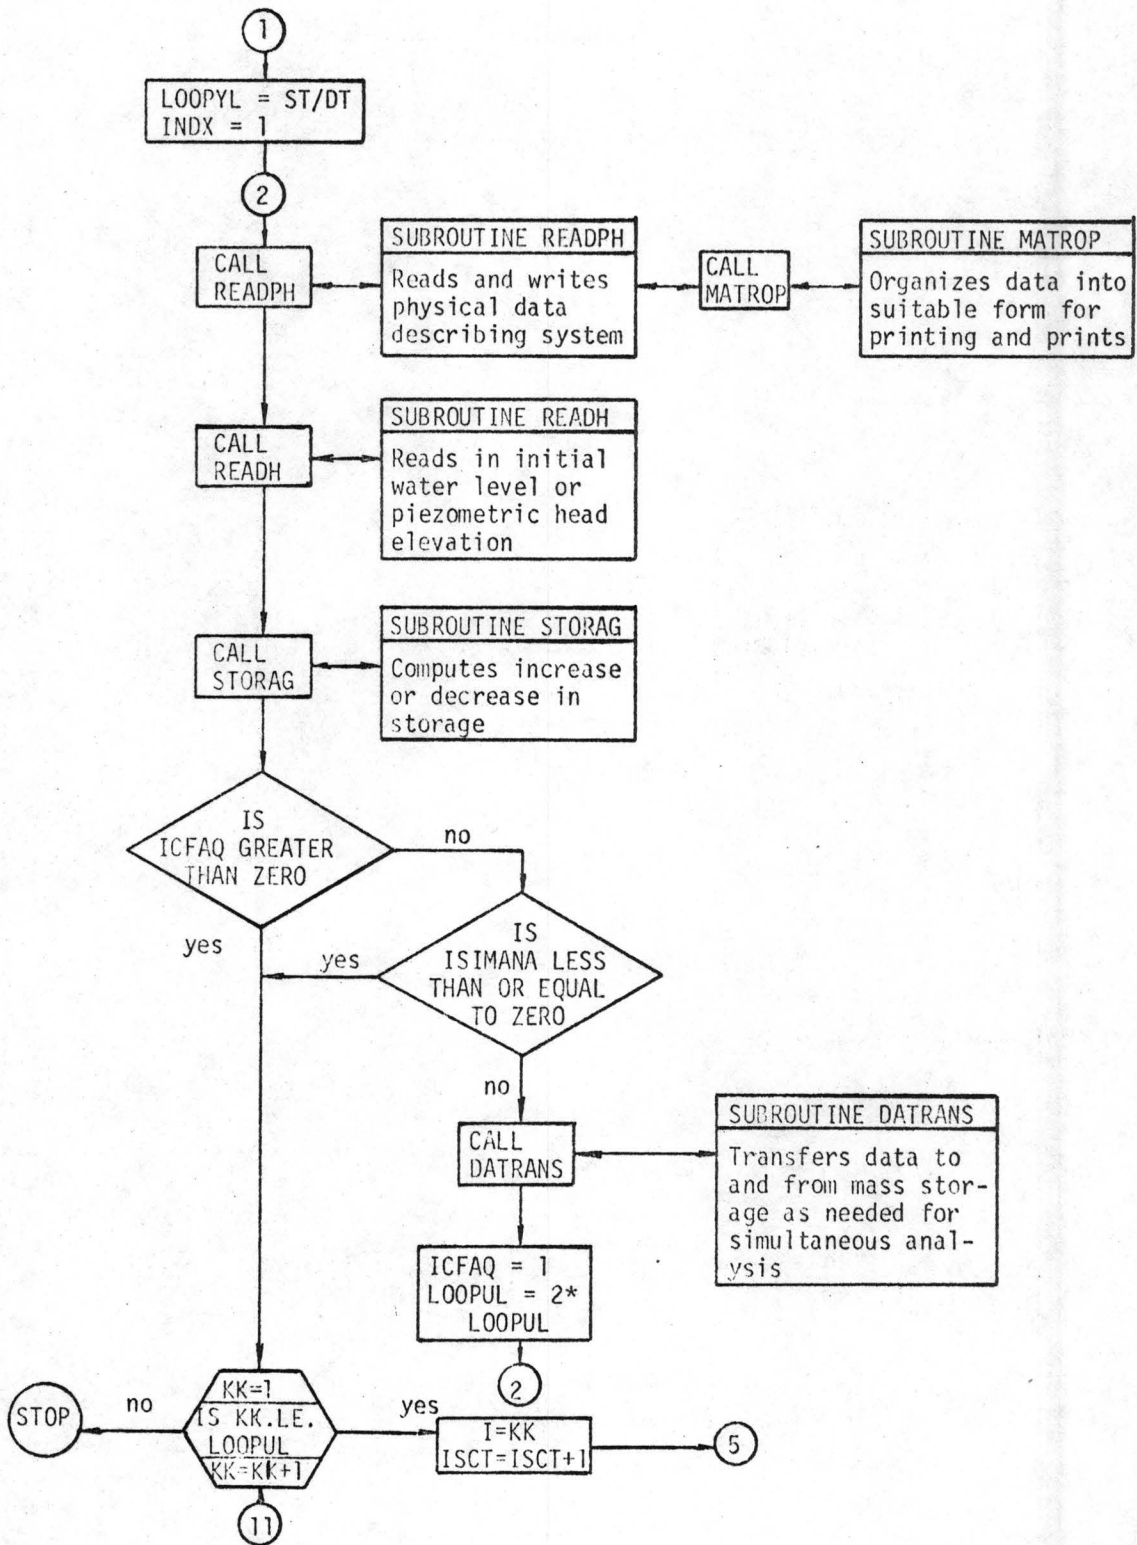 1
LOOPYL = ST/DT
INDX = 1
2
CALL
READPH
SUBROUTINE READPH
Reads and writes
physical data
describing system
CALL
MATROP
SUBROUTINE MATROP
Organizes data into
suitable form for
printing and prints
CALL
READH
SUBROUTINE READH
Reads in initial
water level or
piezometric head
elevation
CALL
STORAG
SUBROUTINE STORAG
Computes increase
or decrease in
storage
IS
ICFAQ GREATER
THAN ZERO
no
yes
IS
ISIMANA LESS
THAN OR EQUAL
TO ZERO
yes
no
CALL
DATRANS
SUBROUTINE DATRANS
Transfers data to
and from mass stor-
age as needed for
simultaneous anal-
ysis
ICFAQ = 1
LOOPUL = 2*
LOOPUL
2
STOP
no
KK=1
IS KK.LE.
LOOPUL
KK=KK+1
yes
I=KK
ISCT=ISCT+1
5
11